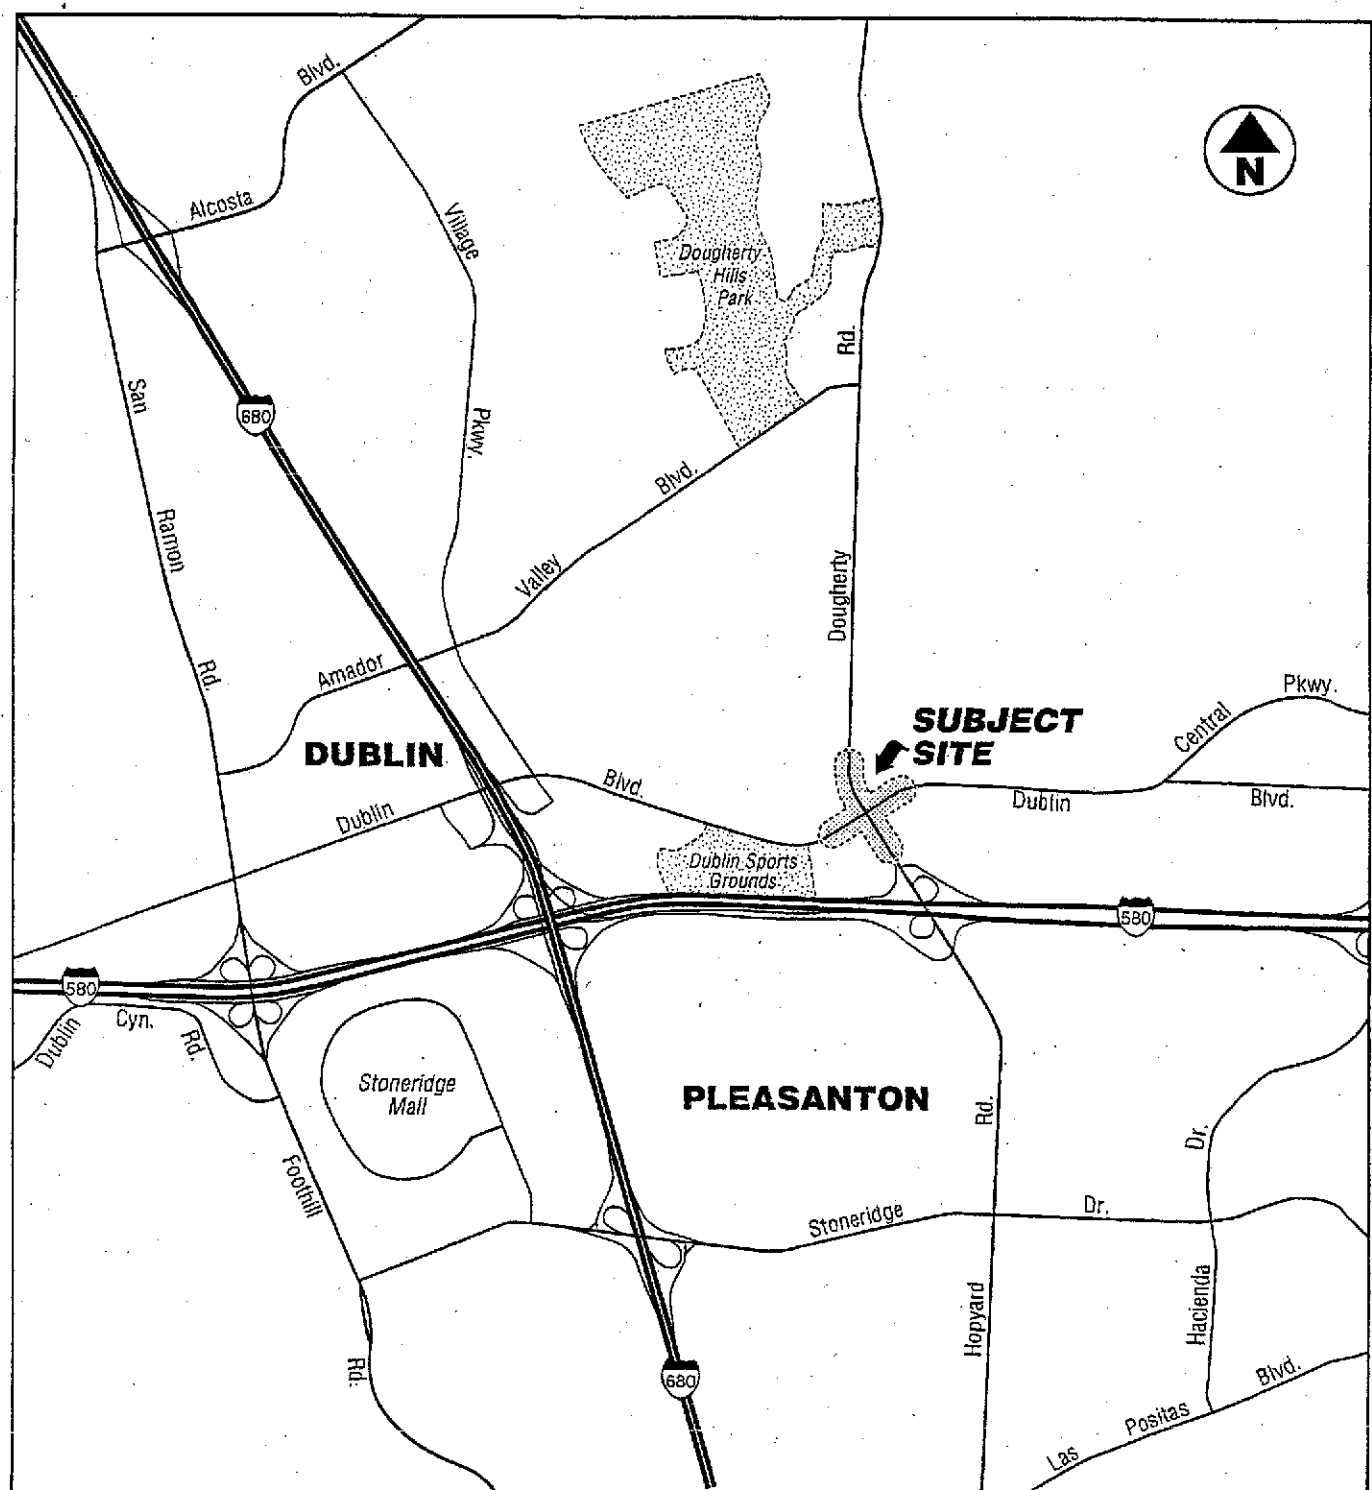 Blvd.
Alcosta
Village
Pkwy.
N
Dougherty
Hills
Park
Rd.
San
680
Ramon
Rd.
Blvd.
Valley
Amador
Dougherty
DUBLIN
SUBJECT
SITE
Central
Pkwy.
Dublin
Blvd.
Dublin
Blvd.
Dublin Sports
Grounds
580
580
Dublin
Cyn.
Rd.
Stoneridge
Mall
PLEASANTON
Rd.
Dr.
Foothill
Rd.
Stoneridge
Dr.
Hopyard
Hacienda
680
Las
Positas
Blvd.